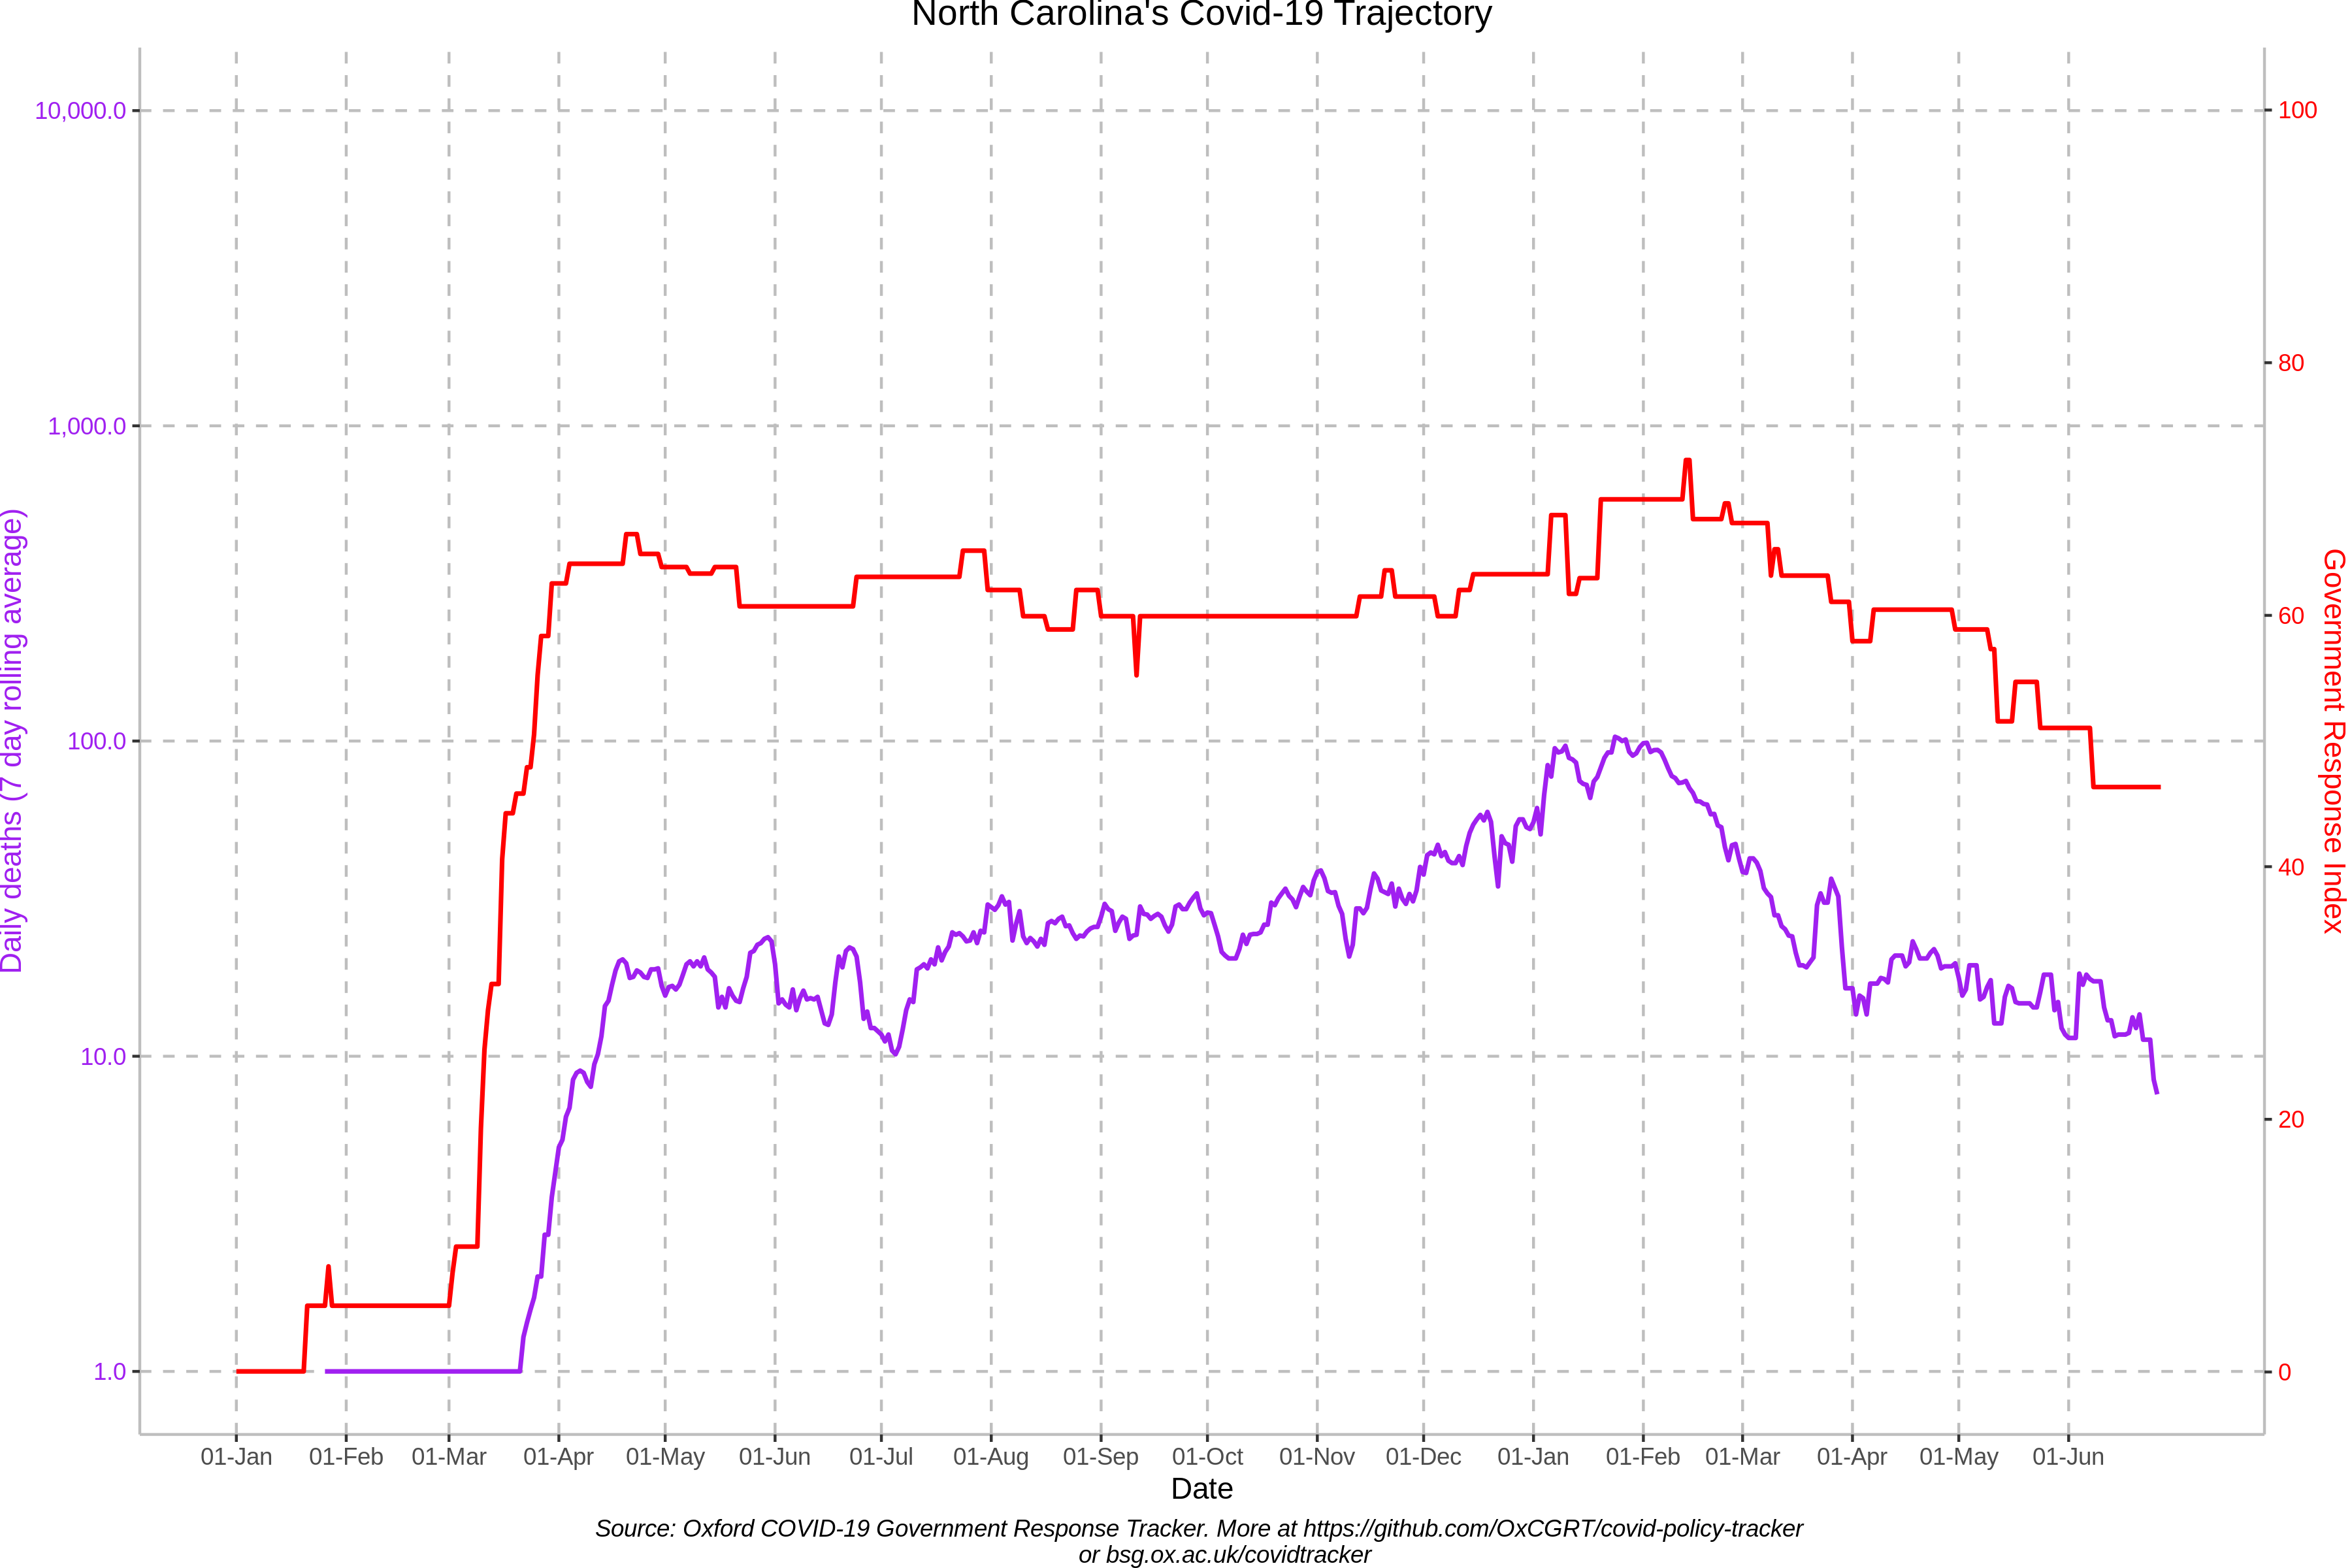 North Carolina's Covid-19 Trajectory
10,000.0
1,000.0
100.0
10.0
1.0
Daily deaths (7 day rolling average)
100
80
60
40
20
0
Government Response Index
01-Jan 01-Feb 01-Mar 01-Apr 01-May 01-Jun 01-Jul 01-Aug 01-Sep 01-Oct 01-Nov 01-Dec 01-Jan 01-Feb 01-Mar 01-Apr 01-May 01-Jun
Date
Source: Oxford COVID-19 Government Response Tracker. More at https://github.com/OxCGRT/covid-policy-tracker
or bsg.ox.ac.uk/covidtracker